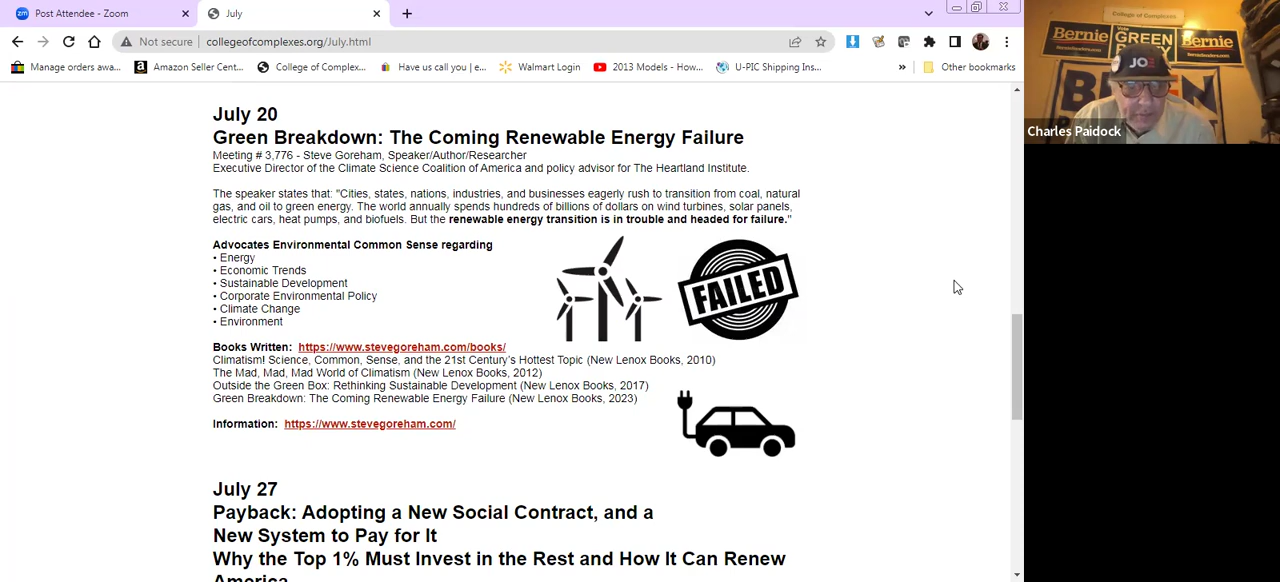 Post Attendee - Zoom
July
Not secure
collegeofcomplexes.org/July.html
Manage orders awa...
Amazon Seller Cent...
College of Complex...
Have us call you | e...
Walmart Login
2013 Models - How...
U-PIC Shipping Ins...
Other bookmarks
July 20
Green Breakdown: The Coming Renewable Energy Failure
Meeting # 3,776 - Steve Goreham, Speaker/Author/Researcher
Executive Director of the Climate Science Coalition of America and policy advisor for The Heartland Institute.
The speaker states that: "Cities, states, nations, industries, and businesses eagerly rush to transition from coal, natural
gas, and oil to green energy. The world annually spends hundreds of billions of dollars on wind turbines, solar panels,
electric cars, heat pumps, and biofuels. But the renewable energy transition is in trouble and headed for failure."
Advocates Environmental Common Sense regarding
• Energy
• Economic Trends
• Sustainable Development
• Corporate Environmental Policy
• Climate Change
• Environment
FAILED
Books Written: https://www.stevegoreham.com/books/
Climatism! Science, Common, Sense, and the 21st Century's Hottest Topic (New Lenox Books, 2010)
The Mad, Mad, Mad World of Climatism (New Lenox Books, 2012)
Outside the Green Box: Rethinking Sustainable Development (New Lenox Books, 2017)
Green Breakdown: The Coming Renewable Energy Failure (New Lenox Books, 2023)
Information: https://www.stevegoreham.com/
July 27
Payback: Adopting a New Social Contract, and a
New System to Pay for It
Why the Top 1% Must Invest in the Rest and How It Can Renew
America
College of Complexes
Bernie
GREEN
Bernie
JOE
Charles Paidock